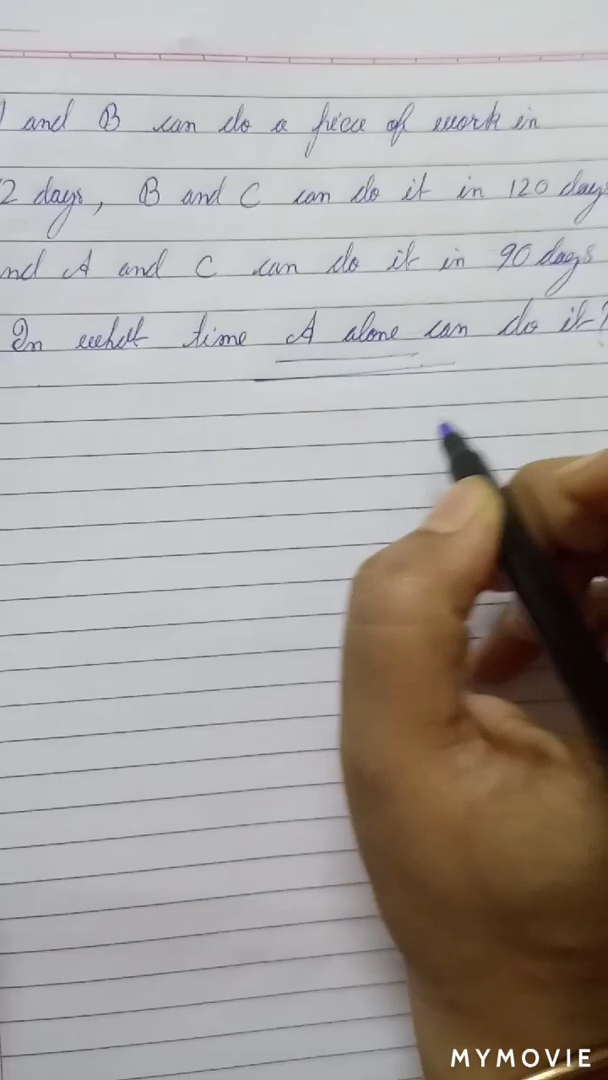 and B can do a piece of work in
2 days, B and C can do it in 120 days
nd A and C can do it in 90 days
In what time A alone can do it?
MYMOVIE